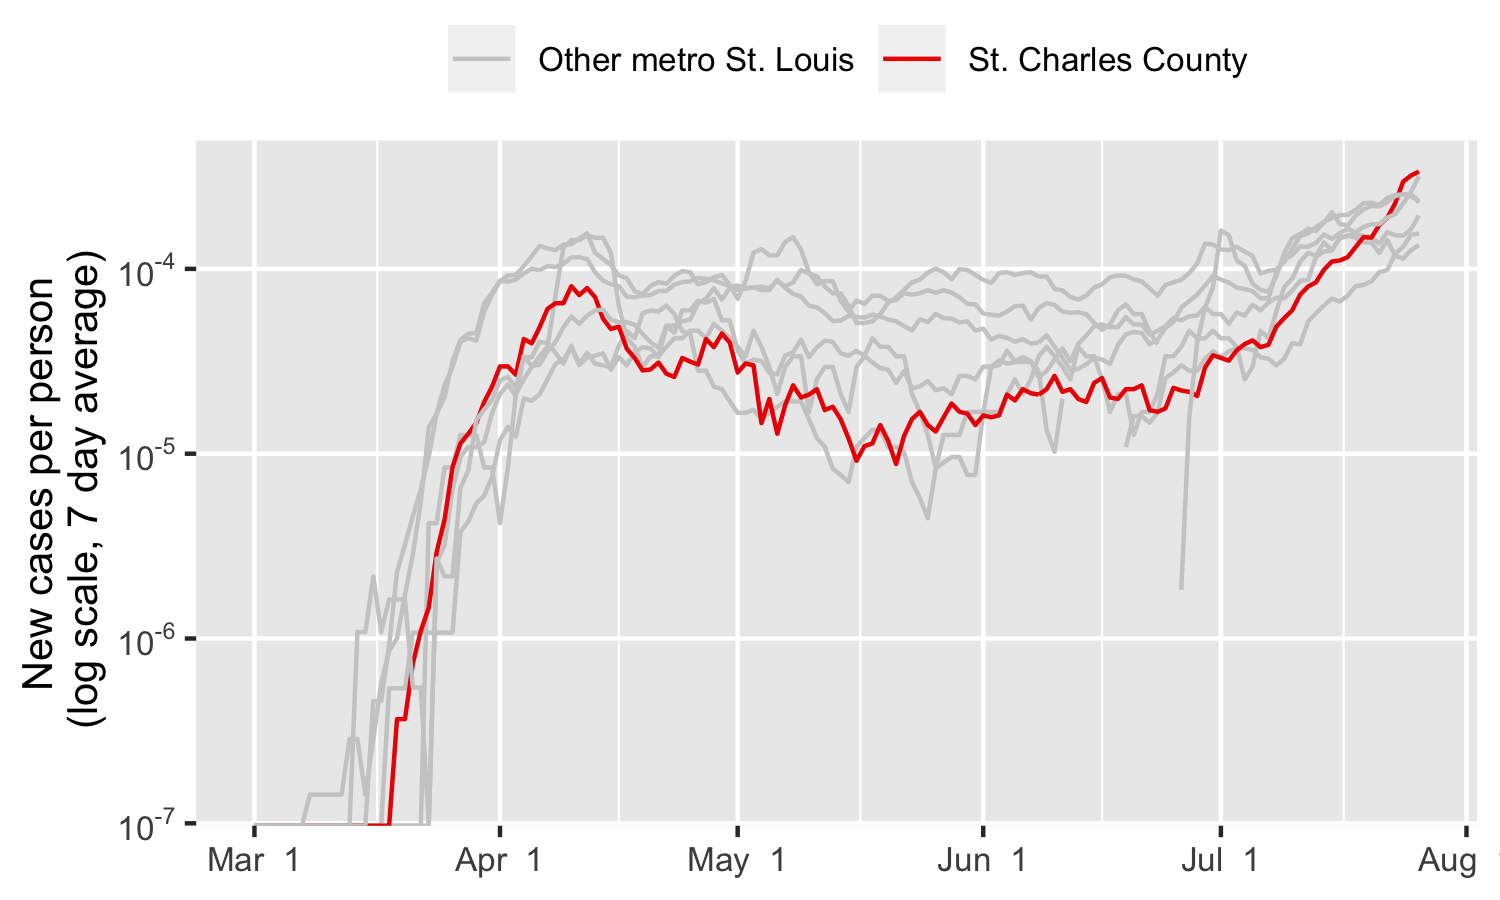 Other metro St. Louis St. Charles County
New cases per person
(log scale, 7 day average)
10-4
10-5
10-6
10-7
Mar 1 Apr 1 May 1 Jun 1 Jul 1 Aug